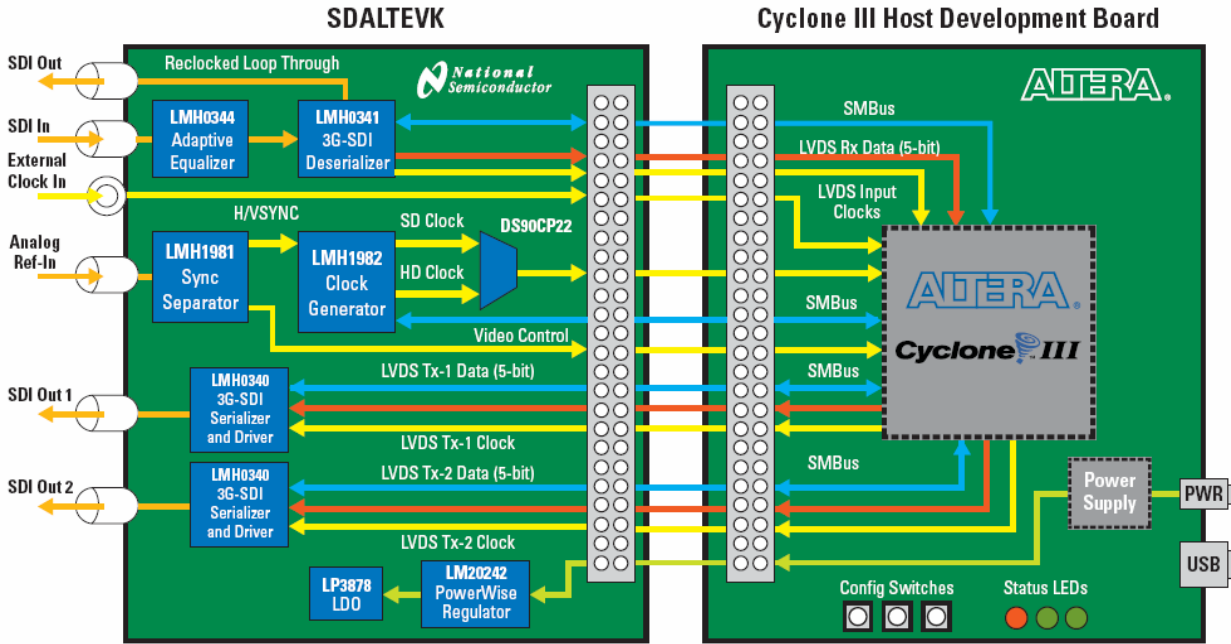 SDALTEVK
Cyclone III Host Development Board
SDI Out
Reclocked Loop Through
National
Semiconductor
ALTERA®
SDI In
LMH0344
Adaptive
Equalizer
LMH0341
3G-SDI
Deserializer
SMBus
LVDS Rx Data (5-bit)
External
Clock In
LVDS Input
Clocks
H/VSYNC
SD Clock
DS90CP22
Analog
Ref-In
LMH1981
Sync
Separator
LMH1982
Clock
Generator
HD Clock
ALTERA®
Cyclone™ III
SMBus
Video Control
LVDS Tx-1 Data (5-bit)
SMBus
SDI Out 1
LMH0340
3G-SDI
Serializer
and Driver
LVDS Tx-1 Clock
LVDS Tx-2 Data (5-bit)
SMBus
SDI Out 2
LMH0340
3G-SDI
Serializer
and Driver
LVDS Tx-2 Clock
Power
Supply
PWR
USB
LP3878
LDO
LM20242
PowerWise
Regulator
Config Switches
Status LEDs